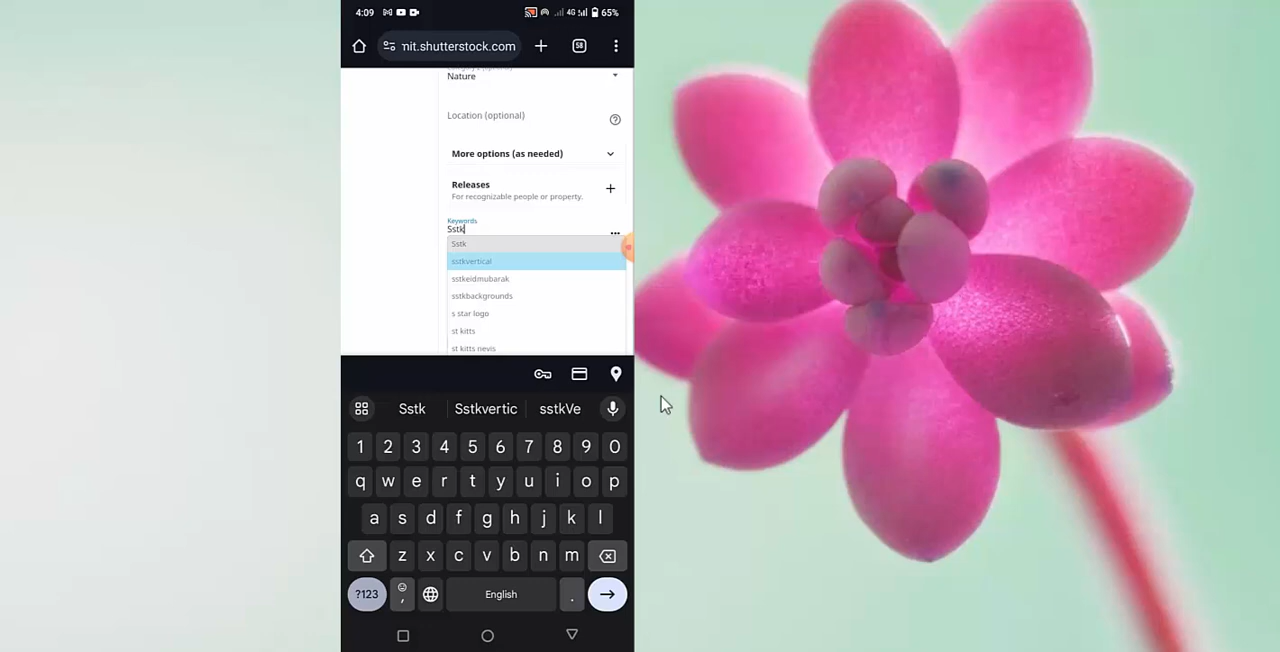 4:09 4G 65%
nit.shutterstock.com 58
Nature
Location (optional)
More options (as needed)
Releases
For recognizable people or property.
Keywords
Sstk
Sstk
sstkvertical
sstkeidmubarak
sstkbackgrounds
s star logo
st kitts
st kitts nevis
Sstk Sstkvertic sstkVe
1 2 3 4 5 6 7 8 9 0
q w e r t y u i o p
a s d f g h j k l
z x c v b n m
?123 , English .